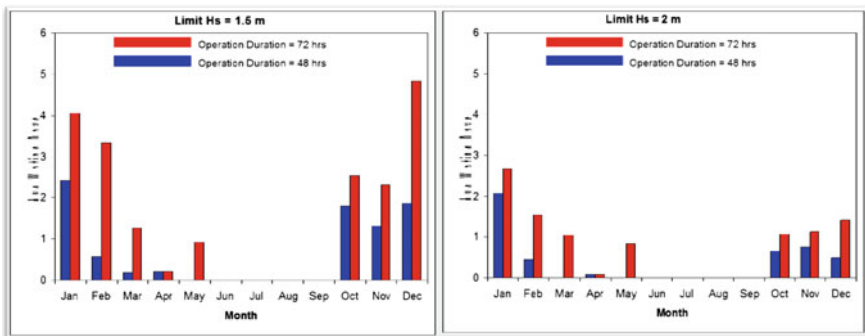 Limit Hs = 1.5 m
6
5
4
3
2
1
0
Operation Duration = 72 hrs
Operation Duration = 48 hrs
Jan Feb Mar Apr May Jun Jul Aug Sep Oct Nov Dec
Month
Limit Hs = 2 m
6
5
4
3
2
1
0
Operation Duration = 72 hrs
Operation Duration = 48 hrs
Jan Feb Mar Apr May Jun Jul Aug Sep Oct Nov Dec
Month